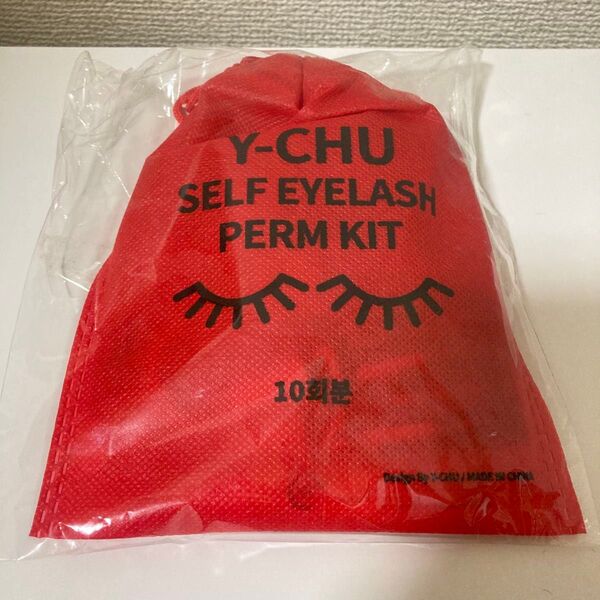 Y-CHU
SELF EYELASH
PERM KIT
10회분
Design By Y-CHU / MADE IN CHINA